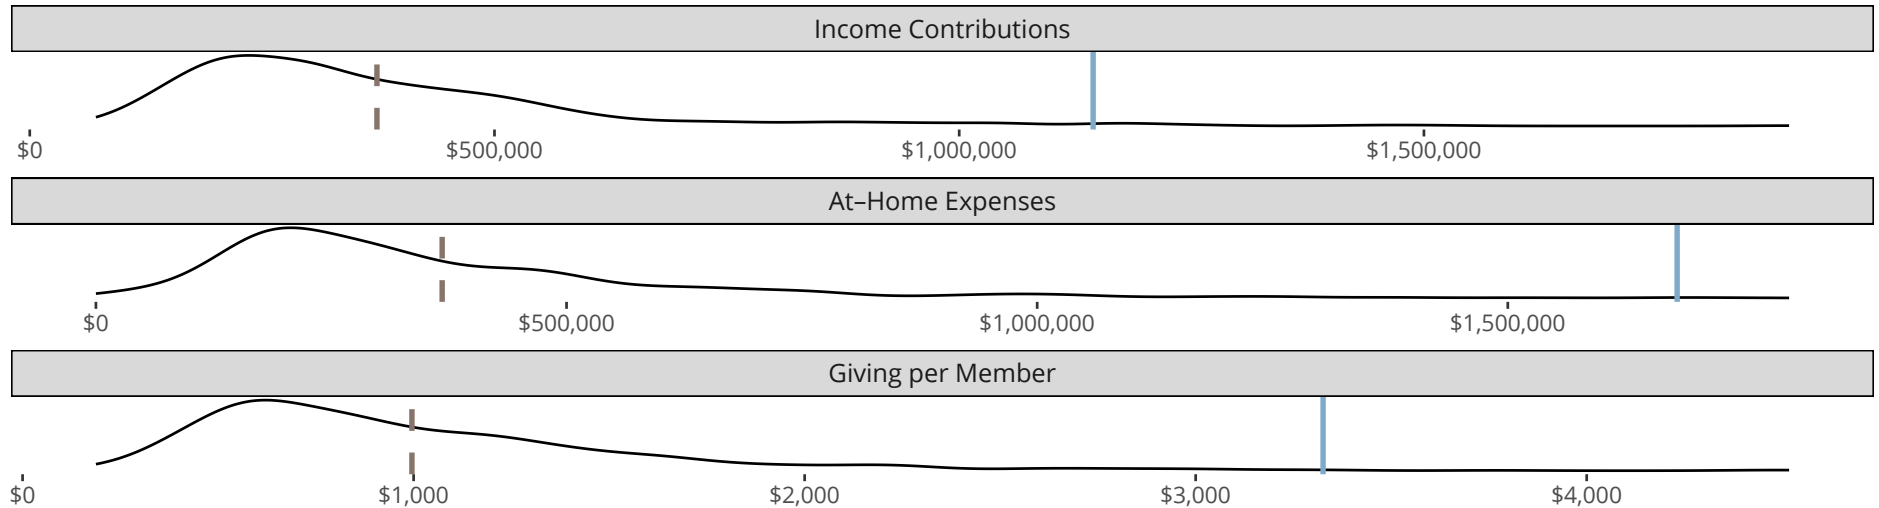 Income Contributions
$0 $500,000 $1,000,000 $1,500,000
At–Home Expenses
$0 $500,000 $1,000,000 $1,500,000
Giving per Member
$0 $1,000 $2,000 $3,000 $4,000